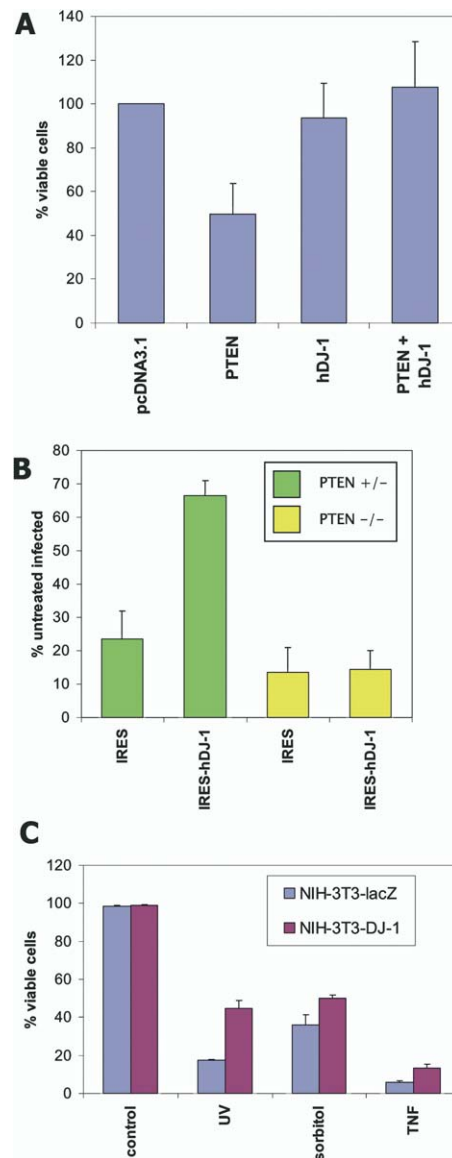 A
% viable cells
140
120
100
80
60
40
20
0
pcDNA3.1
PTEN
hDJ-1
PTEN +
hDJ-1
B
% untreated infected
80
70
60
50
40
30
20
10
0
PTEN +/−
PTEN −/−
IRES
IRES-hDJ-1
IRES
IRES-hDJ-1
C
% viable cells
120
100
80
60
40
20
0
NIH-3T3-lacZ
NIH-3T3-DJ-1
control
UV
sorbitol
TNF